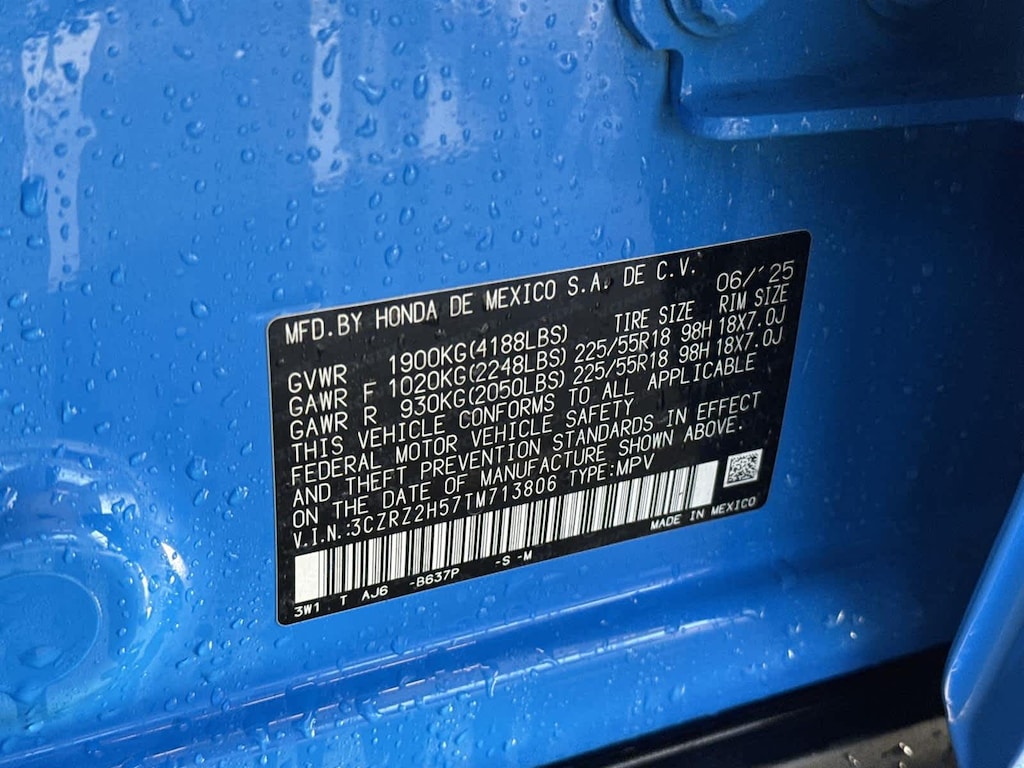 MFD.BY HONDA DE MEXICO S.A. DE C.V. 06/'25
TIRE SIZE RIM SIZE
GVWR 1900KG(4188LBS)
GAWR F 1020KG(2248LBS) 225/55R18 98H 18X7.0J
GAWR R 930KG(2050LBS) 225/55R18 98H 18X7.0J
THIS VEHICLE CONFORMS TO ALL APPLICABLE
FEDERAL MOTOR VEHICLE SAFETY
AND THEFT PREVENTION STANDARDS IN EFFECT
ON THE DATE OF MANUFACTURE SHOWN ABOVE.
V.I.N.:3CZRZ2H57TM713806 TYPE:MPV
MADE IN MEXICO
3W1 T AJ6 -B637P -S -M